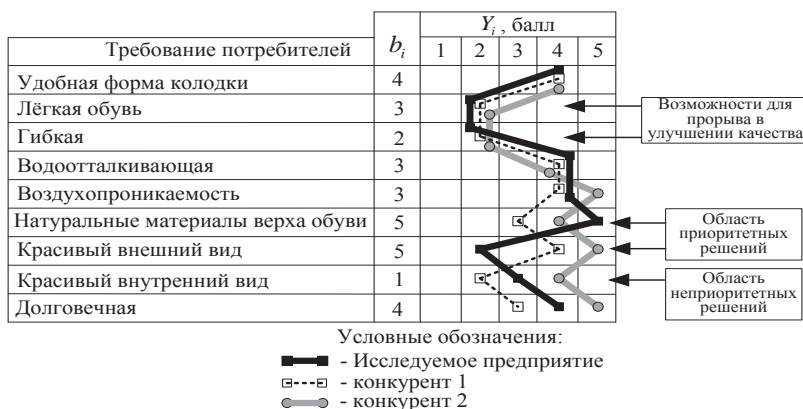 Требование потребителей bᵢ Yᵢ, балл
1 2 3 4 5
Удобная форма колодки 4
Лёгкая обувь 3
Гибкая 2
Водоотталкивающая 3
Воздухопроникаемость 3
Натуральные материалы верха обуви 5
Красивый внешний вид 5
Красивый внутренний вид 1
Долговечная 4
Возможности для
прорыва в
улучшении качества
Область
приоритетных
решений
Область
неприоритетных
решений
Условные обозначения:
- Исследуемое предприятие
- конкурент 1
- конкурент 2